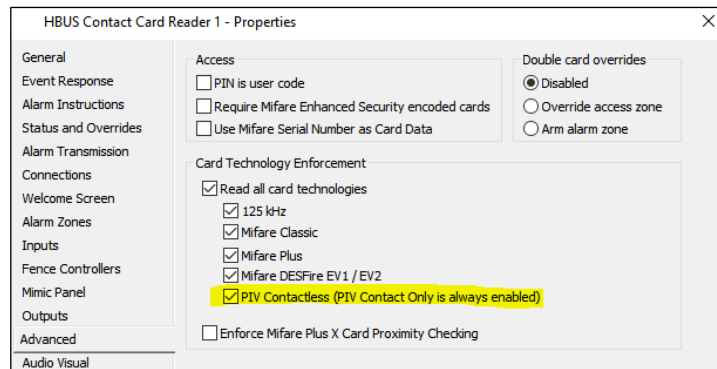 HBUS Contact Card Reader 1 - Properties
General
Event Response
Alarm Instructions
Status and Overrides
Alarm Transmission
Connections
Welcome Screen
Alarm Zones
Inputs
Fence Controllers
Mimic Panel
Outputs
Advanced
Audio Visual
Access
PIN is user code
Require Mifare Enhanced Security encoded cards
Use Mifare Serial Number as Card Data
Double card overrides
Disabled
Override access zone
Arm alarm zone
Card Technology Enforcement
Read all card technologies
125 kHz
Mifare Classic
Mifare Plus
Mifare DESFire EV1 / EV2
PIV Contactless (PIV Contact Only is always enabled)
Enforce Mifare Plus X Card Proximity Checking